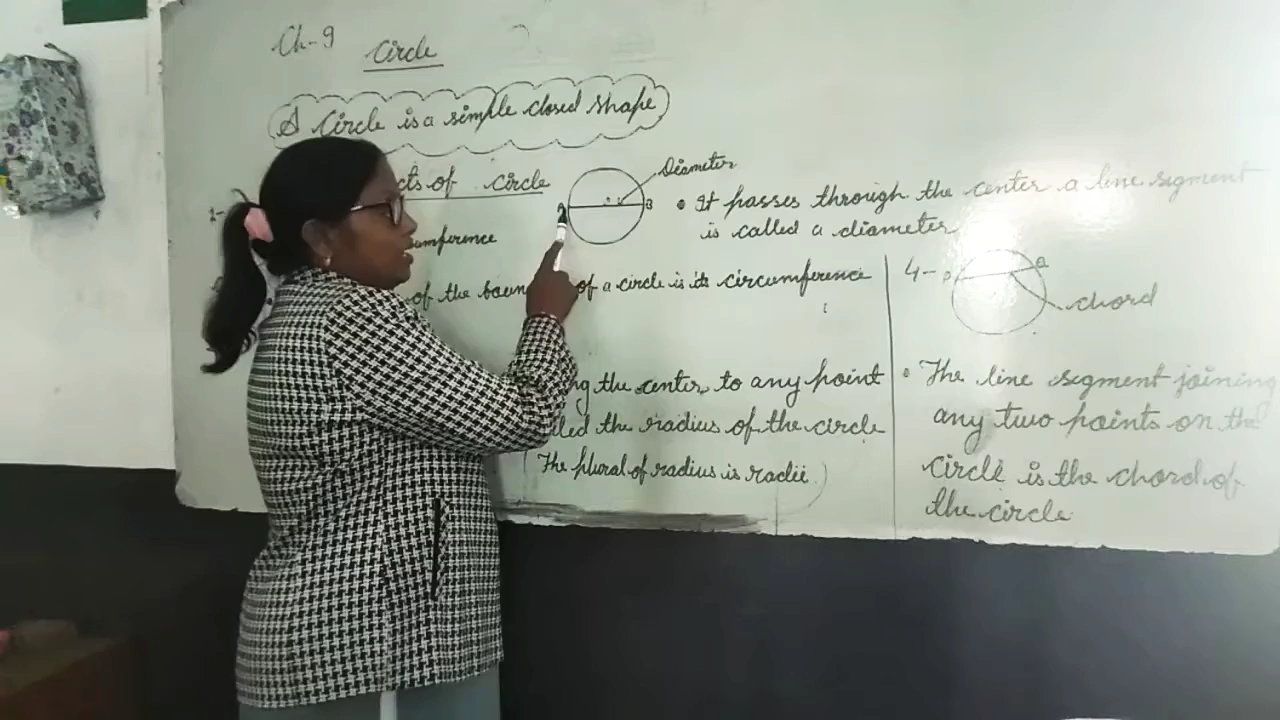 Ch-9
Circle
A Circle is a simple closed shape
cts of circle
Diameter
B
• It passes through the center a line segment
is called a diameter
umference
of the boun of a circle is its circumference
4-
chord
ng the center to any point
lled the radius of the circle
(The plural of radius is radii)
• The line segment joining
any two points on the
circle is the chord of
the circle